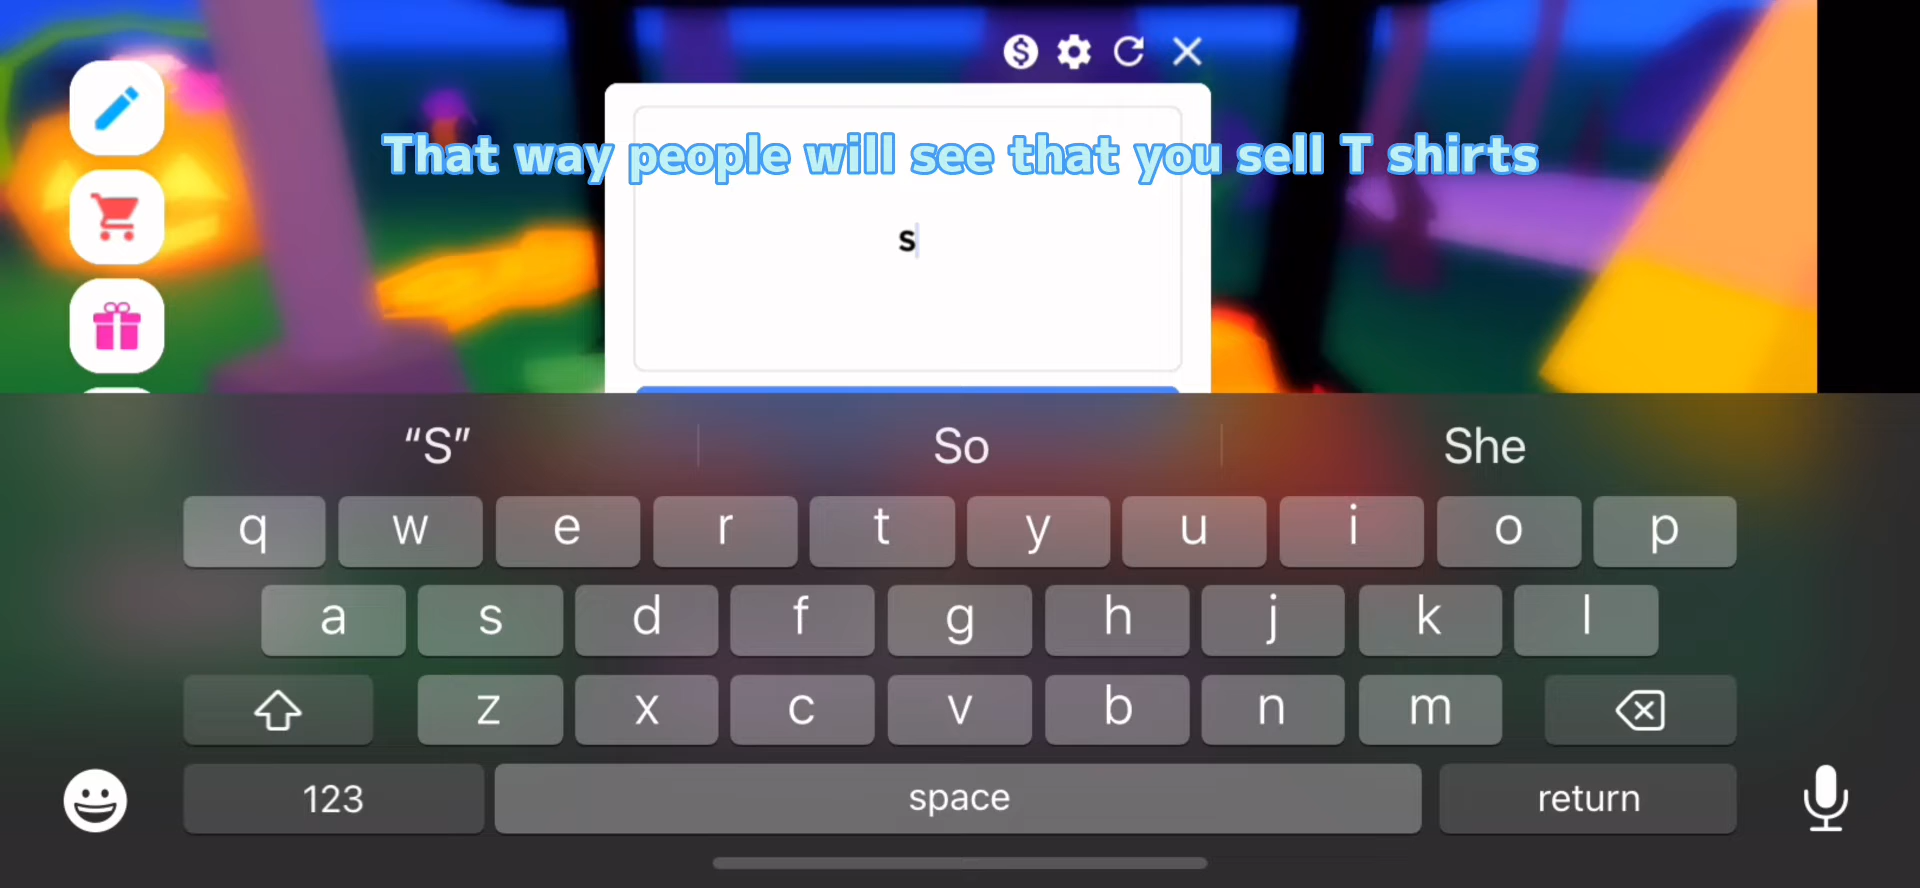 That way people will see that you sell T shirts
s
“S” So She
q w e r t y u i o p
a s d f g h j k l
z x c v b n m
123 space return